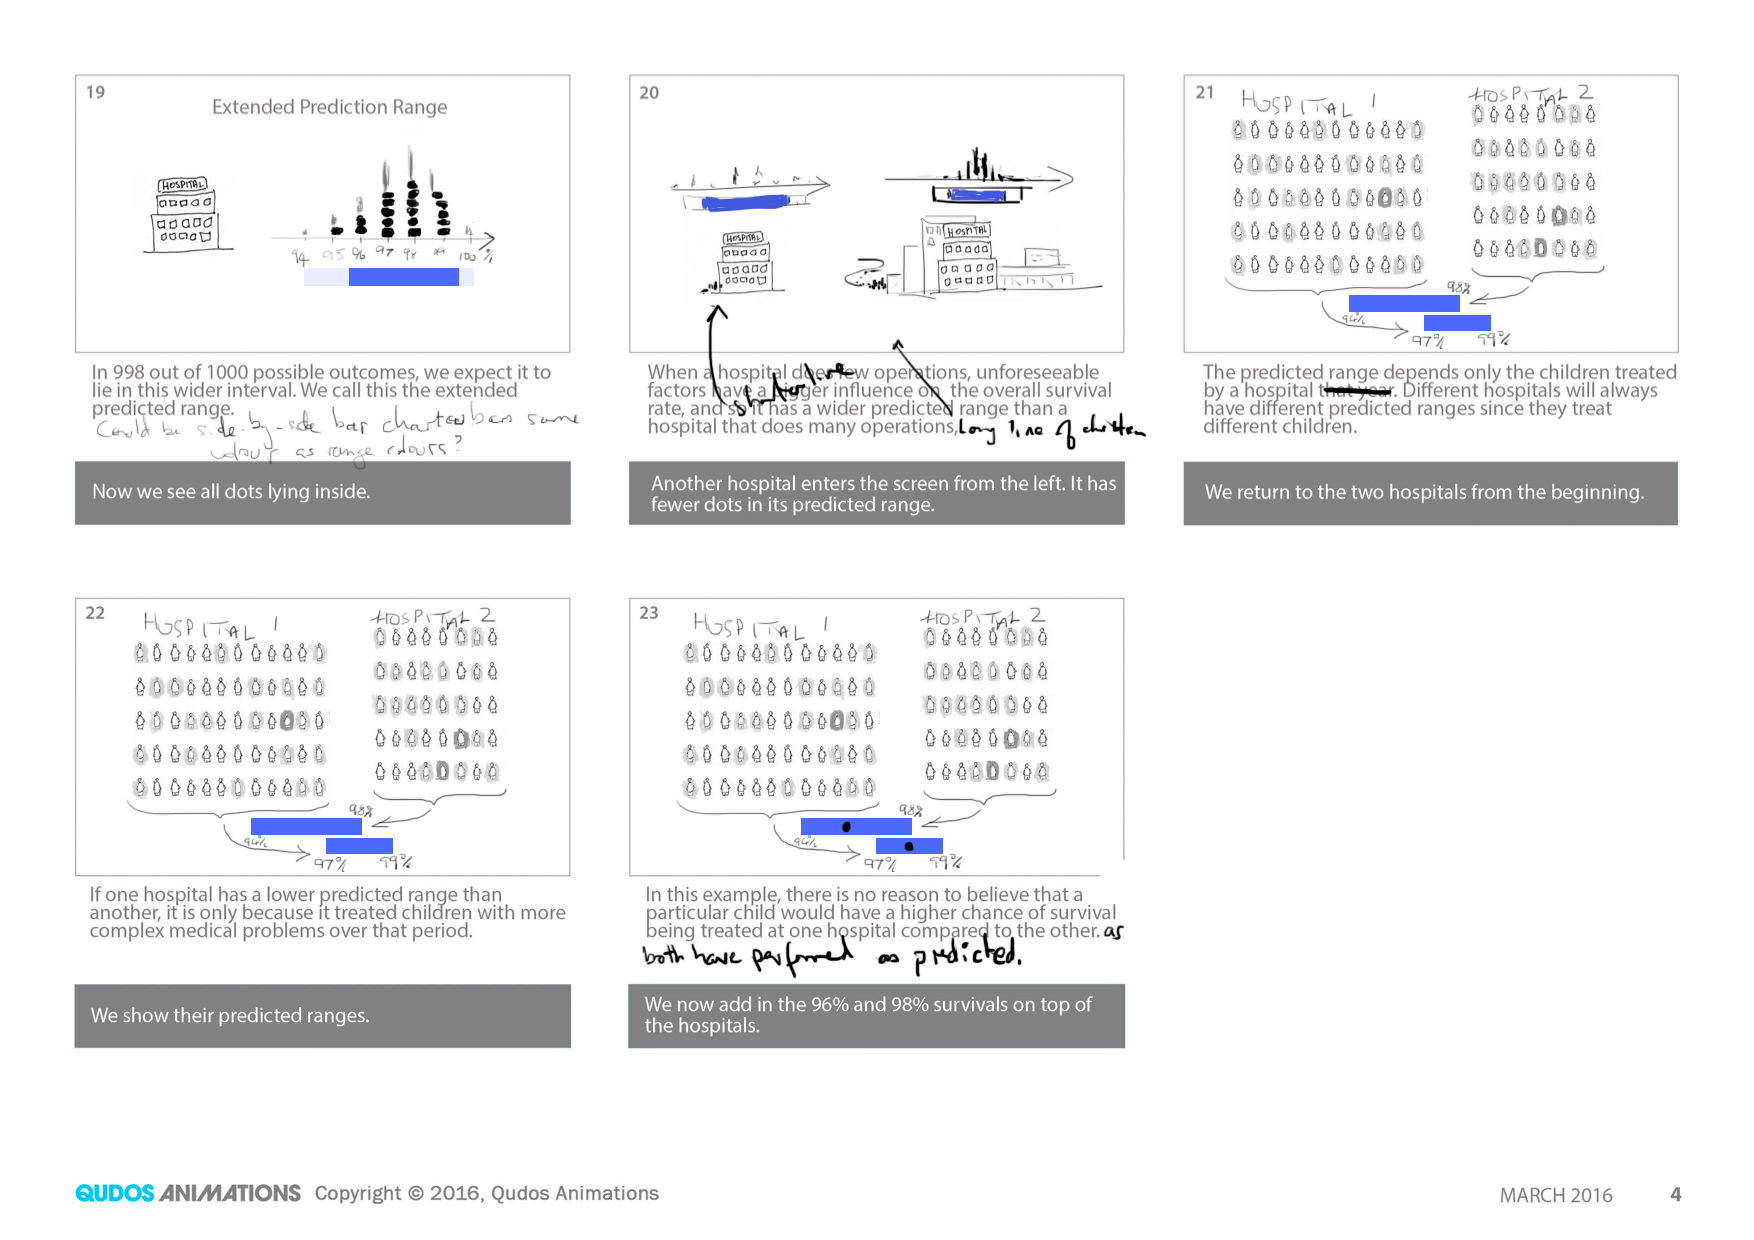 19
Extended Prediction Range
HOSPITAL
94 95 96 97 98 99 100 %
In 998 out of 1000 possible outcomes, we expect it to
lie in this wider interval. We call this the extended
predicted range.
Could be side-by-side bar chart bars same
colour as range colours?
Now we see all dots lying inside.
20
HOSPITAL
HOSPITAL
When a hospital does few operations, unforeseeable
factors have a bigger influence on the overall survival
rate, and so it has a wider predicted range than a
hospital that does many operations,
shorter line
Long line of children
Another hospital enters the screen from the left. It has
fewer dots in its predicted range.
21
HOSPITAL 1
HOSPITAL 2
98%
94%
97% 99%
The predicted range depends only the children treated
by a hospital that year. Different hospitals will always
have different predicted ranges since they treat
different children.
We return to the two hospitals from the beginning.
22
HOSPITAL 1
HOSPITAL 2
98%
94%
97% 99%
If one hospital has a lower predicted range than
another, it is only because it treated children with more
complex medical problems over that period.
We show their predicted ranges.
23
HOSPITAL 1
HOSPITAL 2
98%
94%
97% 99%
In this example, there is no reason to believe that a
particular child would have a higher chance of survival
being treated at one hospital compared to the other. as
both have performed as predicted.
We now add in the 96% and 98% survivals on top of
the hospitals.
QUDOS ANIMATIONS Copyright © 2016, Qudos Animations
MARCH 2016 4